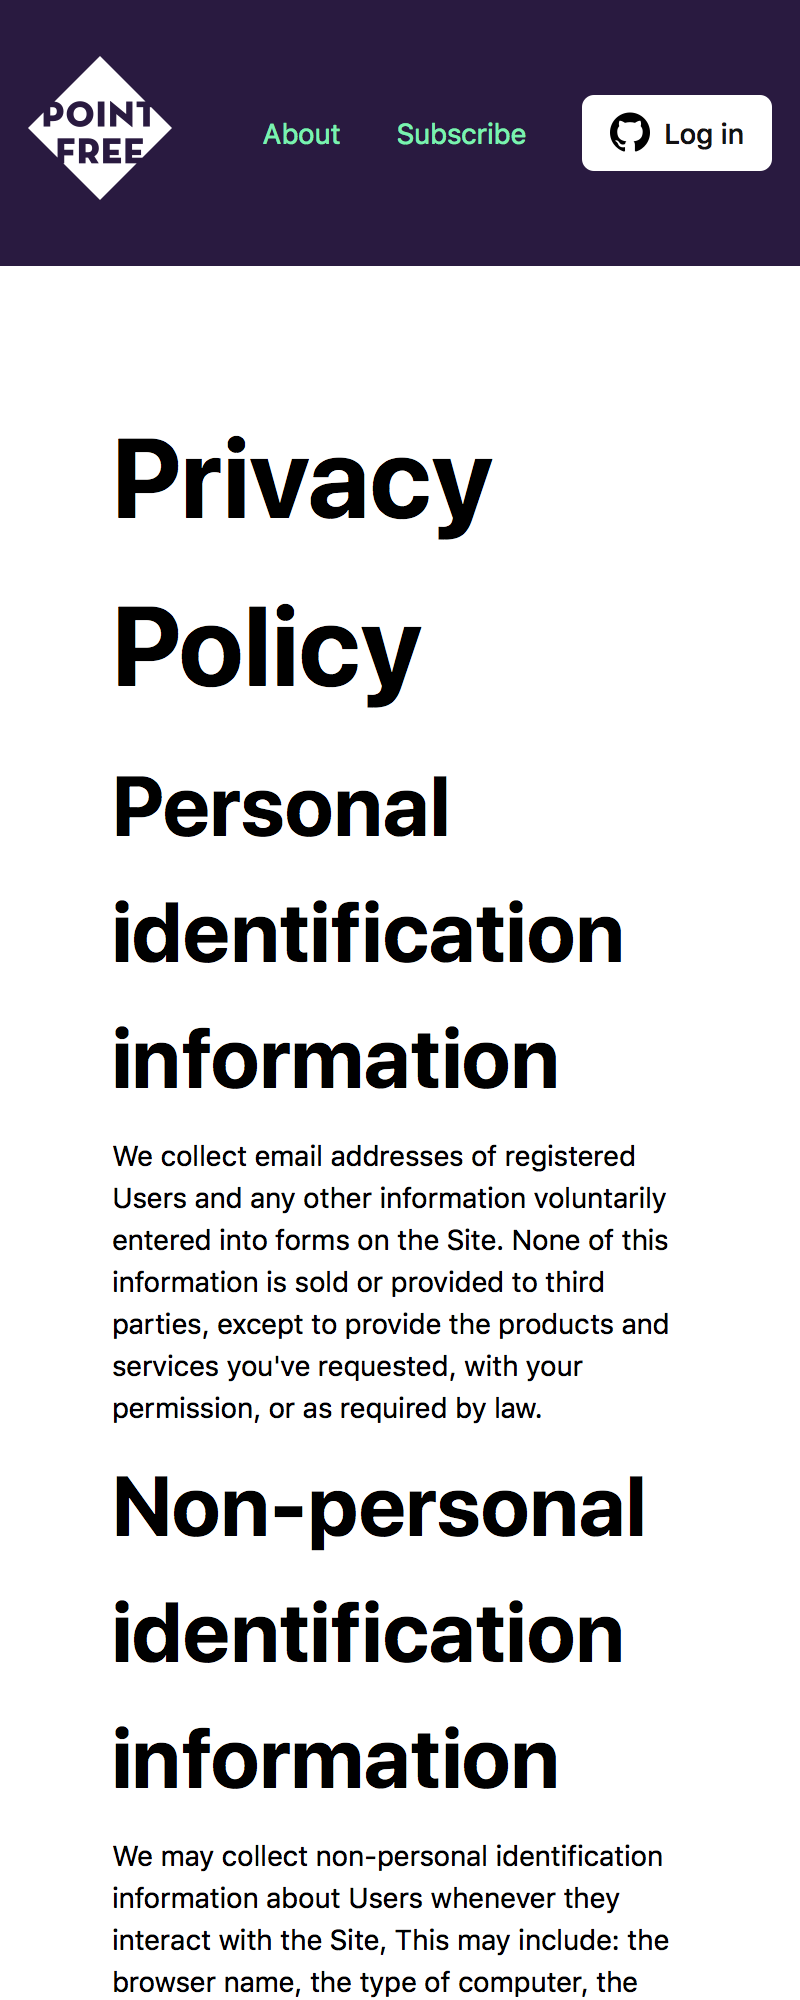 POINT
FREE
About
Subscribe
Log in
Privacy
Policy
Personal
identification
information
We collect email addresses of registered
Users and any other information voluntarily
entered into forms on the Site. None of this
information is sold or provided to third
parties, except to provide the products and
services you've requested, with your
permission, or as required by law.
Non-personal
identification
information
We may collect non-personal identification
information about Users whenever they
interact with the Site, This may include: the
browser name, the type of computer, the